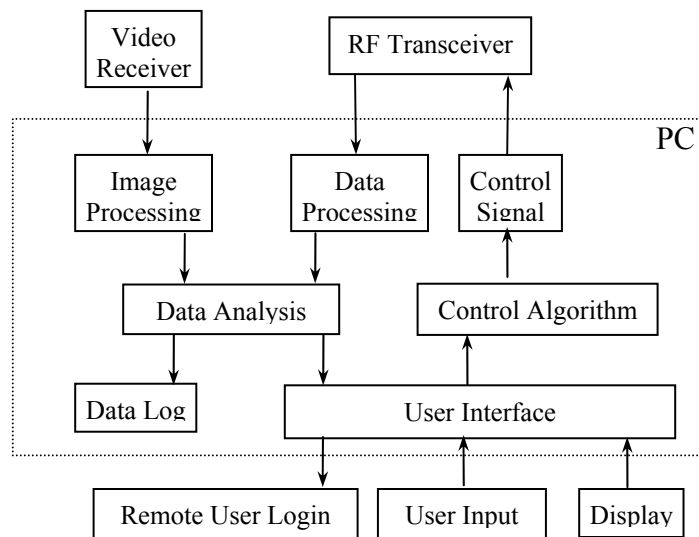 Video
Receiver
RF Transceiver
PC
Image
Processing
Data
Processing
Control
Signal
Data Analysis
Control Algorithm
Data Log
User Interface
Remote User Login
User Input
Display